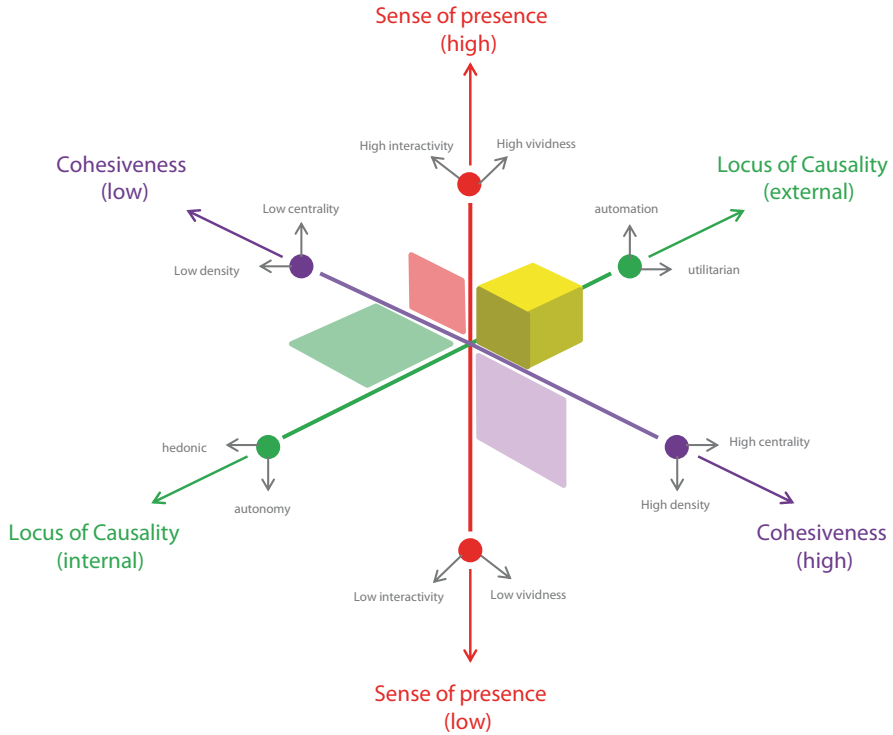 Sense of presence
(high)
High interactivity
High vividness
Cohesiveness
(low)
Locus of Causality
(external)
Low centrality
automation
Low density
utilitarian
hedonic
High centrality
autonomy
High density
Locus of Causality
(internal)
Cohesiveness
(high)
Low interactivity
Low vividness
Sense of presence
(low)